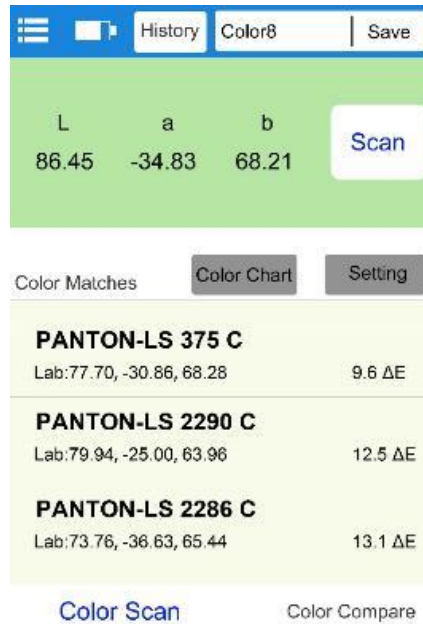 History Color8 Save
L a b
86.45 -34.83 68.21
Scan
Color Matches Color Chart Setting
PANTON-LS 375 C
Lab:77.70, -30.86, 68.28 9.6 ΔE
PANTON-LS 2290 C
Lab:79.94, -25.00, 63.96 12.5 ΔE
PANTON-LS 2286 C
Lab:73.76, -36.63, 65.44 13.1 ΔE
Color Scan Color Compare